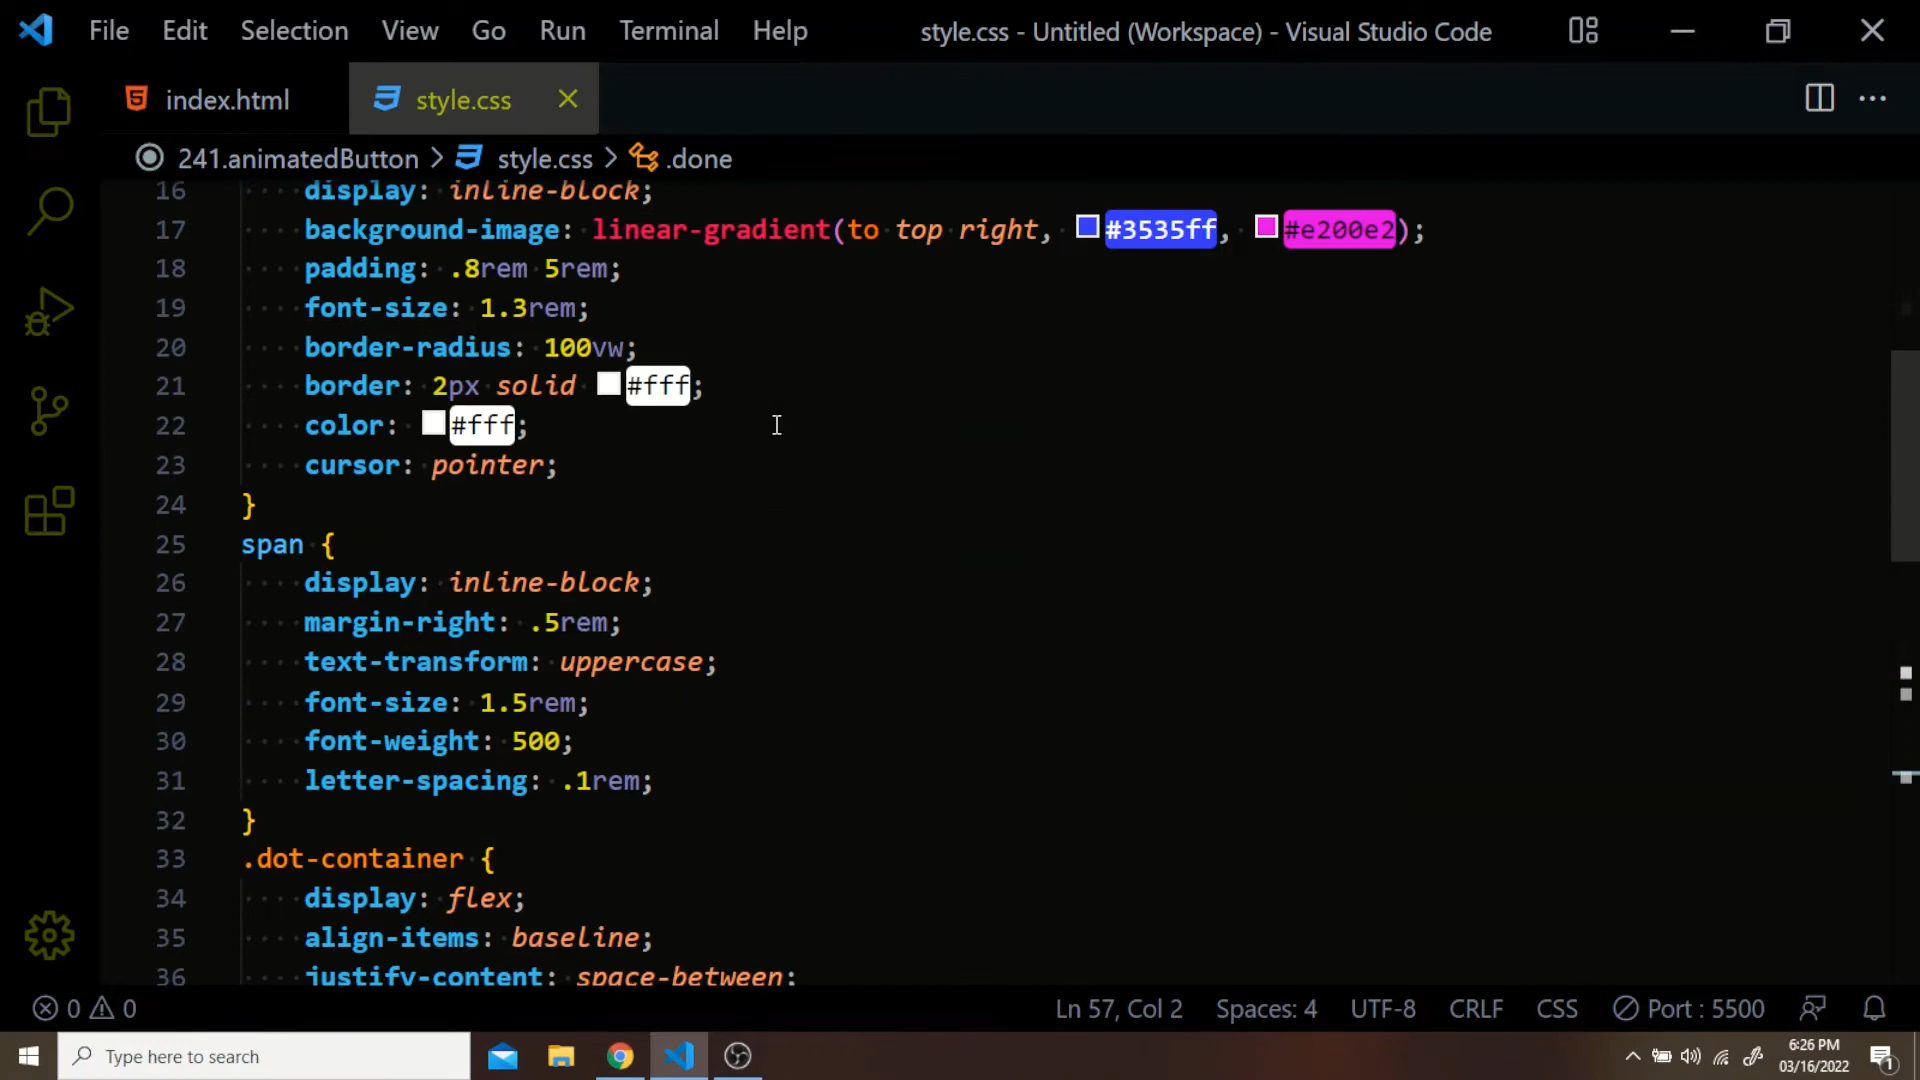 File Edit Selection View Go Run Terminal Help style.css - Untitled (Workspace) - Visual Studio Code
index.html style.css
241.animatedButton > style.css > .done
16 display: inline-block;
17 background-image: linear-gradient(to top right, #3535ff, #e200e2);
18 padding: .8rem 5rem;
19 font-size: 1.3rem;
20 border-radius: 100vw;
21 border: 2px solid #fff;
22 color: #fff;
23 cursor: pointer;
24 }
25 span {
26 display: inline-block;
27 margin-right: .5rem;
28 text-transform: uppercase;
29 font-size: 1.5rem;
30 font-weight: 500;
31 letter-spacing: .1rem;
32 }
33 .dot-container {
34 display: flex;
35 align-items: baseline;
36 justify-content: space-between;
0 0 Ln 57, Col 2 Spaces: 4 UTF-8 CRLF CSS Port : 5500
Type here to search
6:26 PM
03/16/2022
1